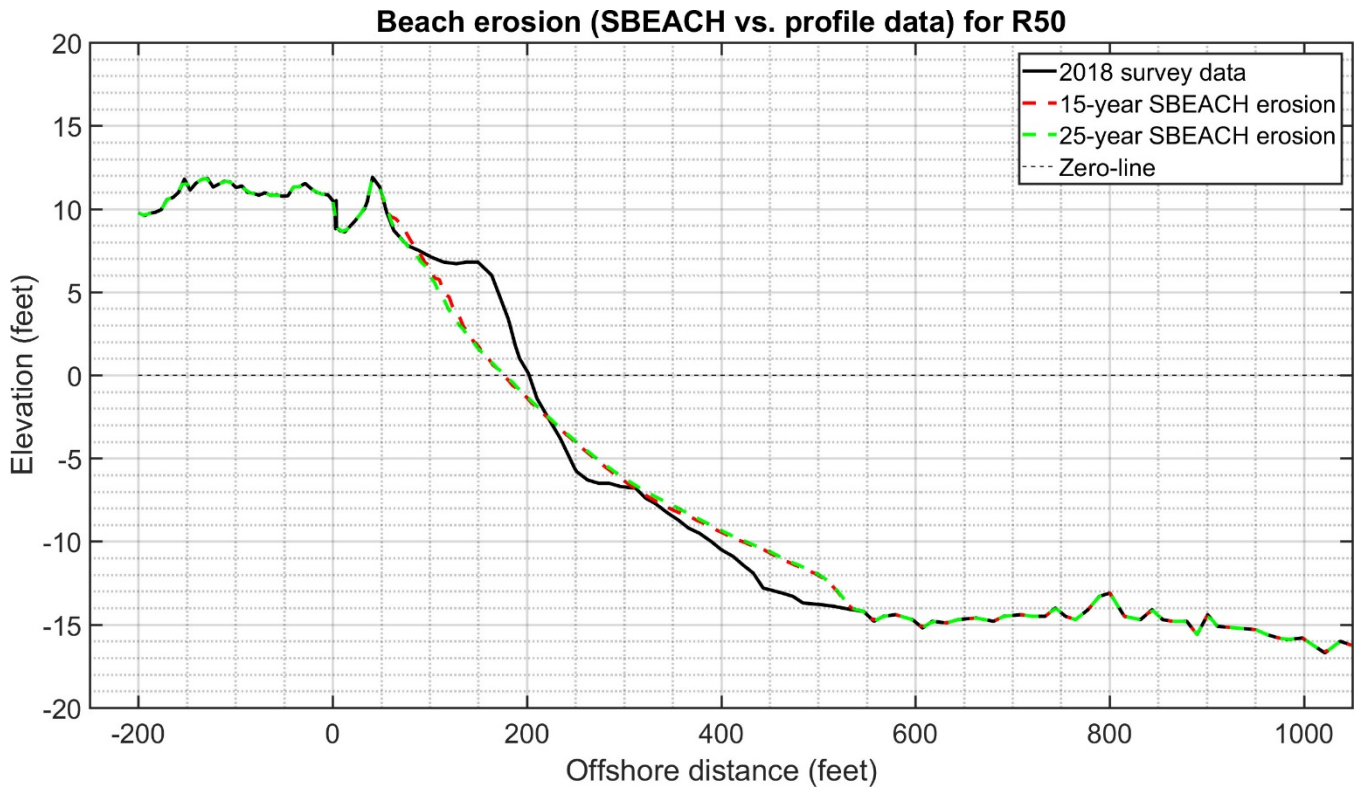 Beach erosion (SBEACH vs. profile data) for R50
2018 survey data
15-year SBEACH erosion
25-year SBEACH erosion
Zero-line
Elevation (feet)
20
15
10
5
0
-5
-10
-15
-20
-200
0
200
400
600
800
1000
Offshore distance (feet)